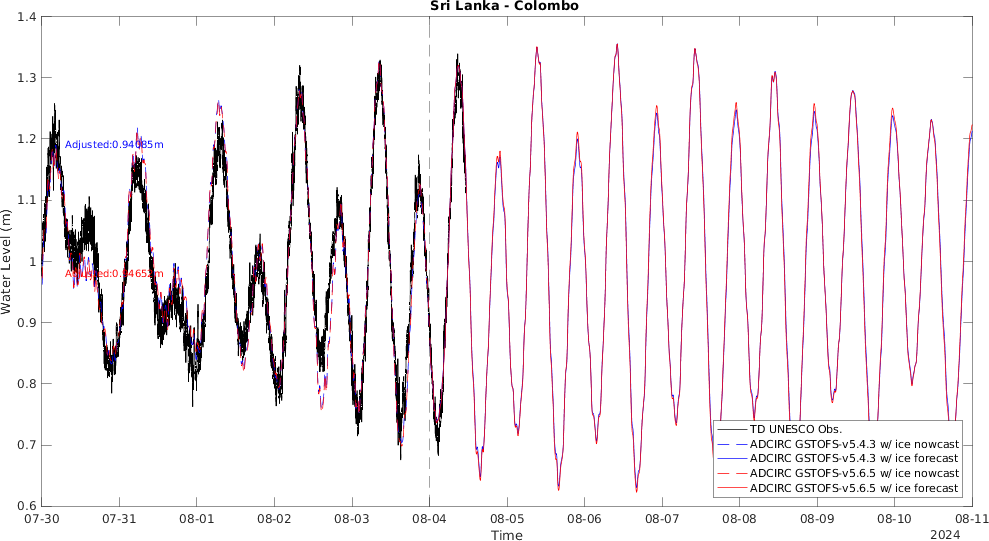 Sri Lanka - Colombo
1.4
1.3
1.2
1.1
1
0.9
0.8
0.7
0.6
Water Level (m)
Adjusted:0.94085m
Adjusted:0.94652m
TD UNESCO Obs.
ADCIRC GSTOFS-v5.4.3 w/ ice nowcast
ADCIRC GSTOFS-v5.4.3 w/ ice forecast
ADCIRC GSTOFS-v5.6.5 w/ ice nowcast
ADCIRC GSTOFS-v5.6.5 w/ ice forecast
07-30 07-31 08-01 08-02 08-03 08-04 08-05 08-06 08-07 08-08 08-09 08-10 08-11
Time
2024